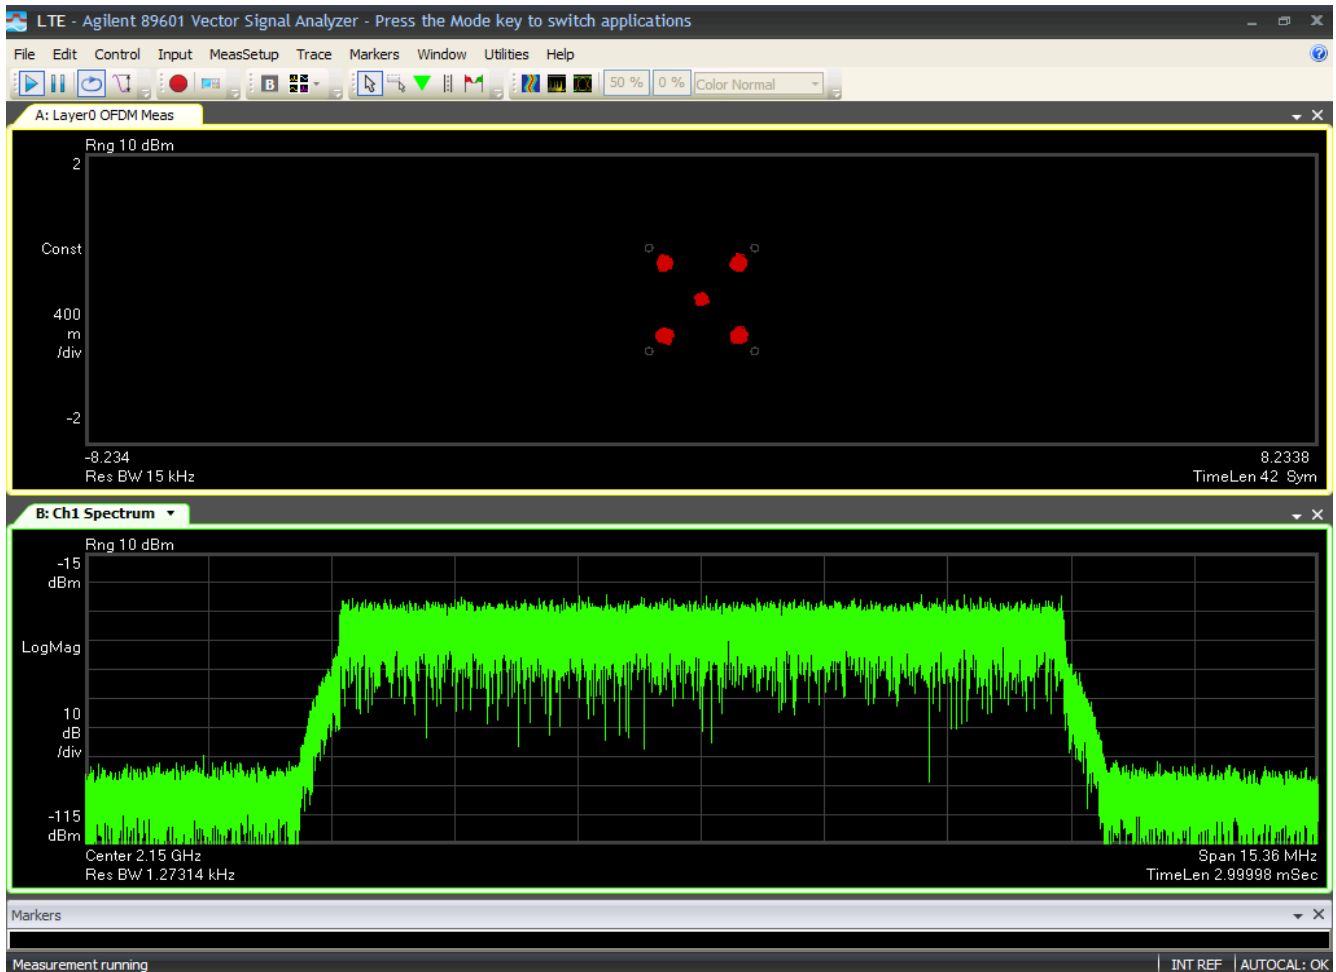 LTE - Agilent 89601 Vector Signal Analyzer - Press the Mode key to switch applications
File Edit Control Input MeasSetup Trace Markers Window Utilities Help
B 50 % 0 % Color Normal
A: Layer0 OFDM Meas
Rng 10 dBm
2
Const
400
m
/div
-2
-8.234 8.2338
Res BW 15 kHz TimeLen 42 Sym
B: Ch1 Spectrum
Rng 10 dBm
-15
dBm
LogMag
10
dB
/div
-115
dBm
Center 2.15 GHz Span 15.36 MHz
Res BW 1.27314 kHz TimeLen 2.99998 mSec
Markers
Measurement running INT REF AUTOCAL: OK